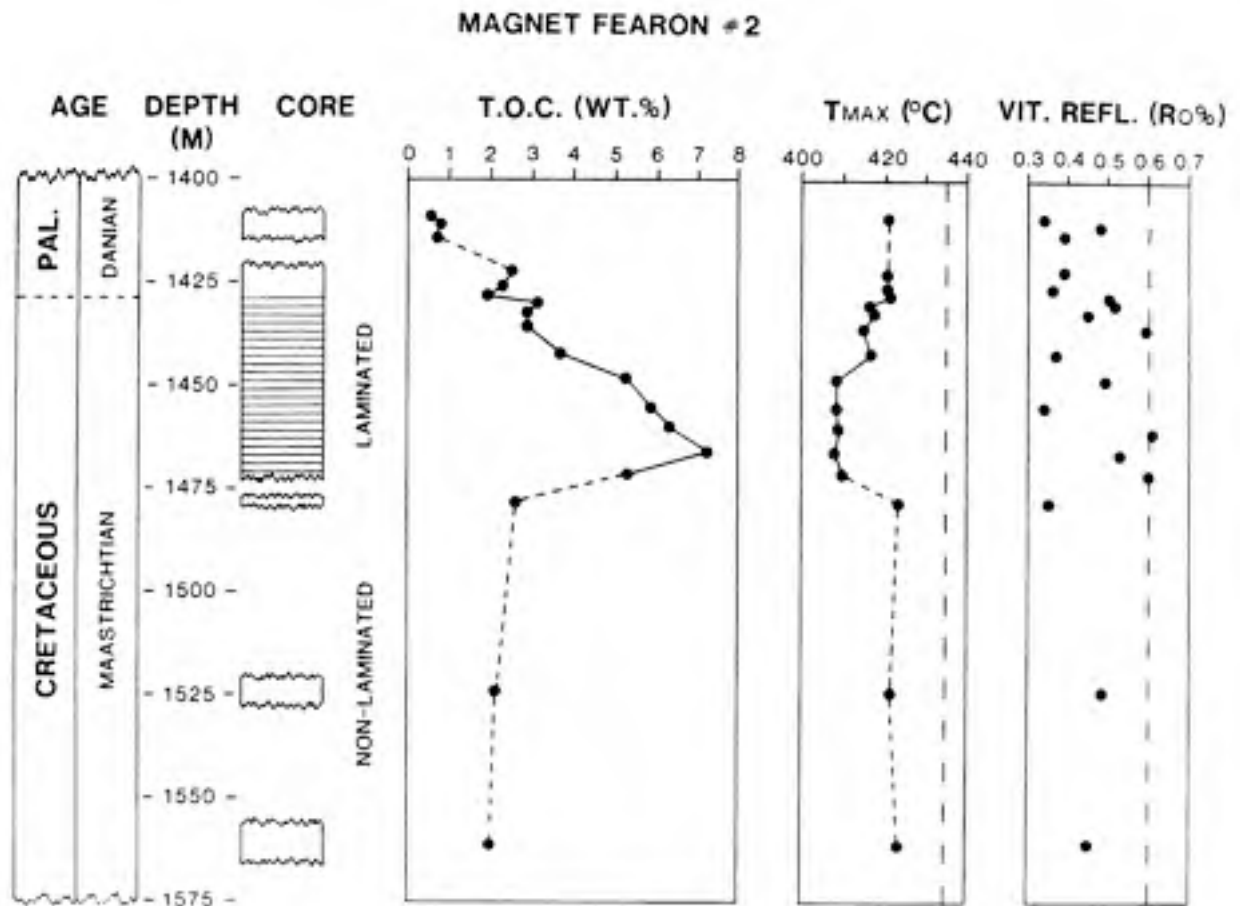 MAGNET FEARON #2
AGE DEPTH (M) CORE T.O.C. (WT.%) TMAX (ºC) VIT. REFL. (RO%)
0 1 2 3 4 5 6 7 8 400 420 440 0.3 0.4 0.5 0.6 0.7
- 1400 -
PAL. DANIAN
- 1425 -
- 1450 -
LAMINATED
- 1475 -
CRETACEOUS MAASTRICHTIAN
- 1500 -
NON-LAMINATED
- 1525 -
- 1550 -
- 1575 -